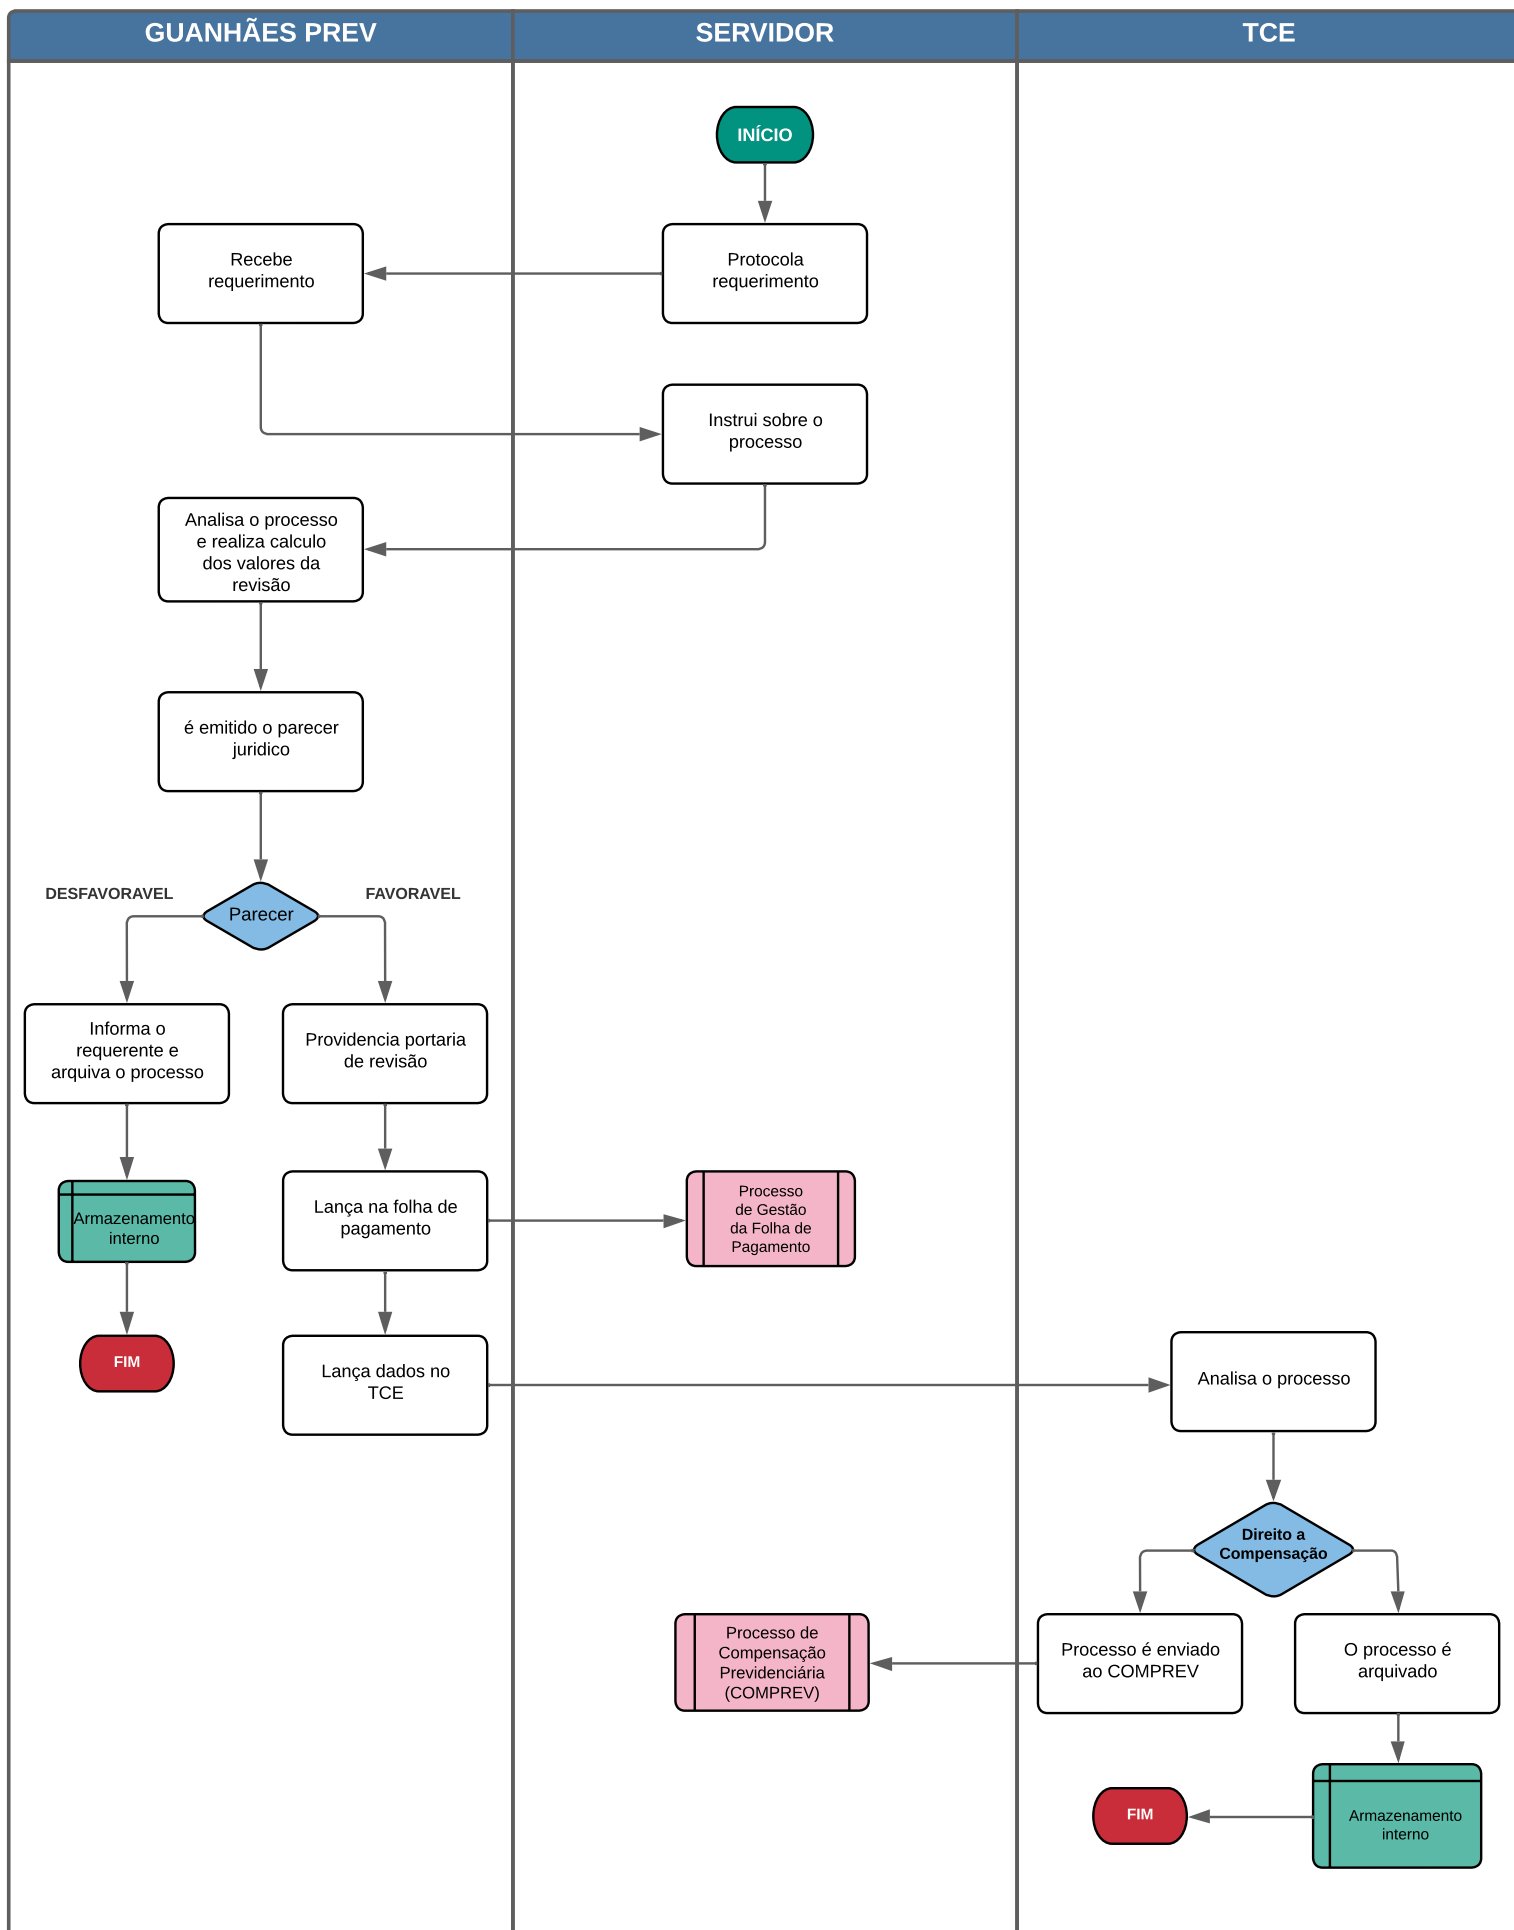 GUANHÃES PREV
SERVIDOR
TCE
INÍCIO
Recebe
requerimento
Protocola
requerimento
Instrui sobre o
processo
Analisa o processo
e realiza calculo
dos valores da
revisão
é emitido o parecer
juridico
DESFAVORAVEL
FAVORAVEL
Parecer
Informa o
requerente e
arquiva o processo
Providencia portaria
de revisão
Armazenamento
interno
Lança na folha de
pagamento
Processo
de Gestão
da Folha de
Pagamento
FIM
Lança dados no
TCE
Analisa o processo
Direito a
Compensação
Processo de
Compensação
Previdenciária
(COMPREV)
Processo é enviado
ao COMPREV
O processo é
arquivado
FIM
Armazenamento
interno